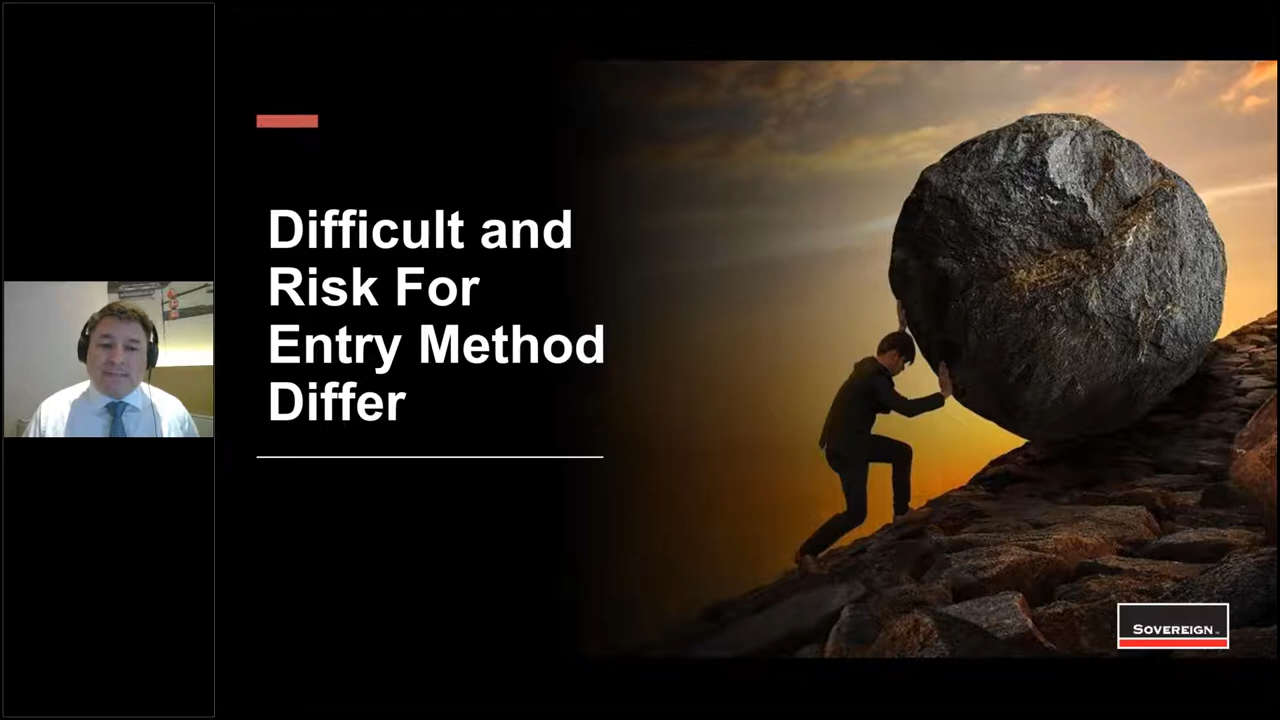 Difficult and
Risk For
Entry Method
Differ
SOVEREIGN